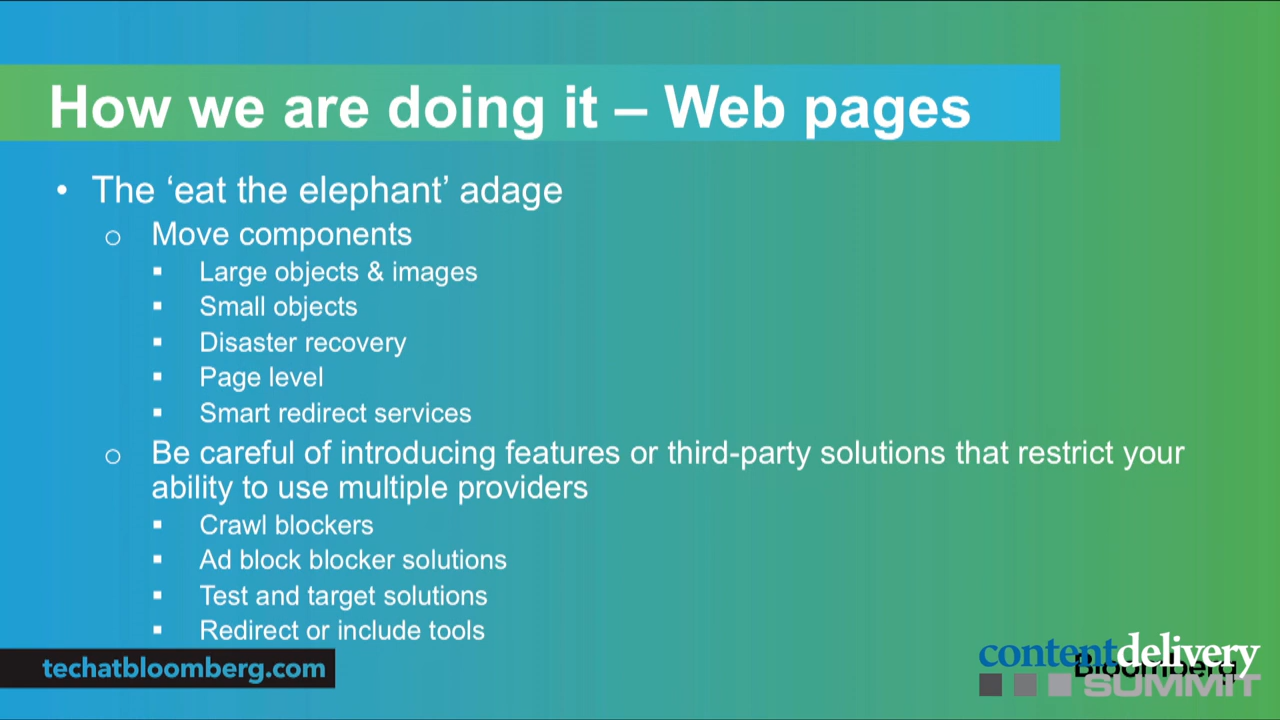 How we are doing it – Web pages
• The ‘eat the elephant’ adage
o Move components
▪ Large objects & images
▪ Small objects
▪ Disaster recovery
▪ Page level
▪ Smart redirect services
o Be careful of introducing features or third-party solutions that restrict your
ability to use multiple providers
▪ Crawl blockers
▪ Ad block blocker solutions
▪ Test and target solutions
▪ Redirect or include tools
techatbloomberg.com
contentdelivery
Bloomberg
SUMMIT